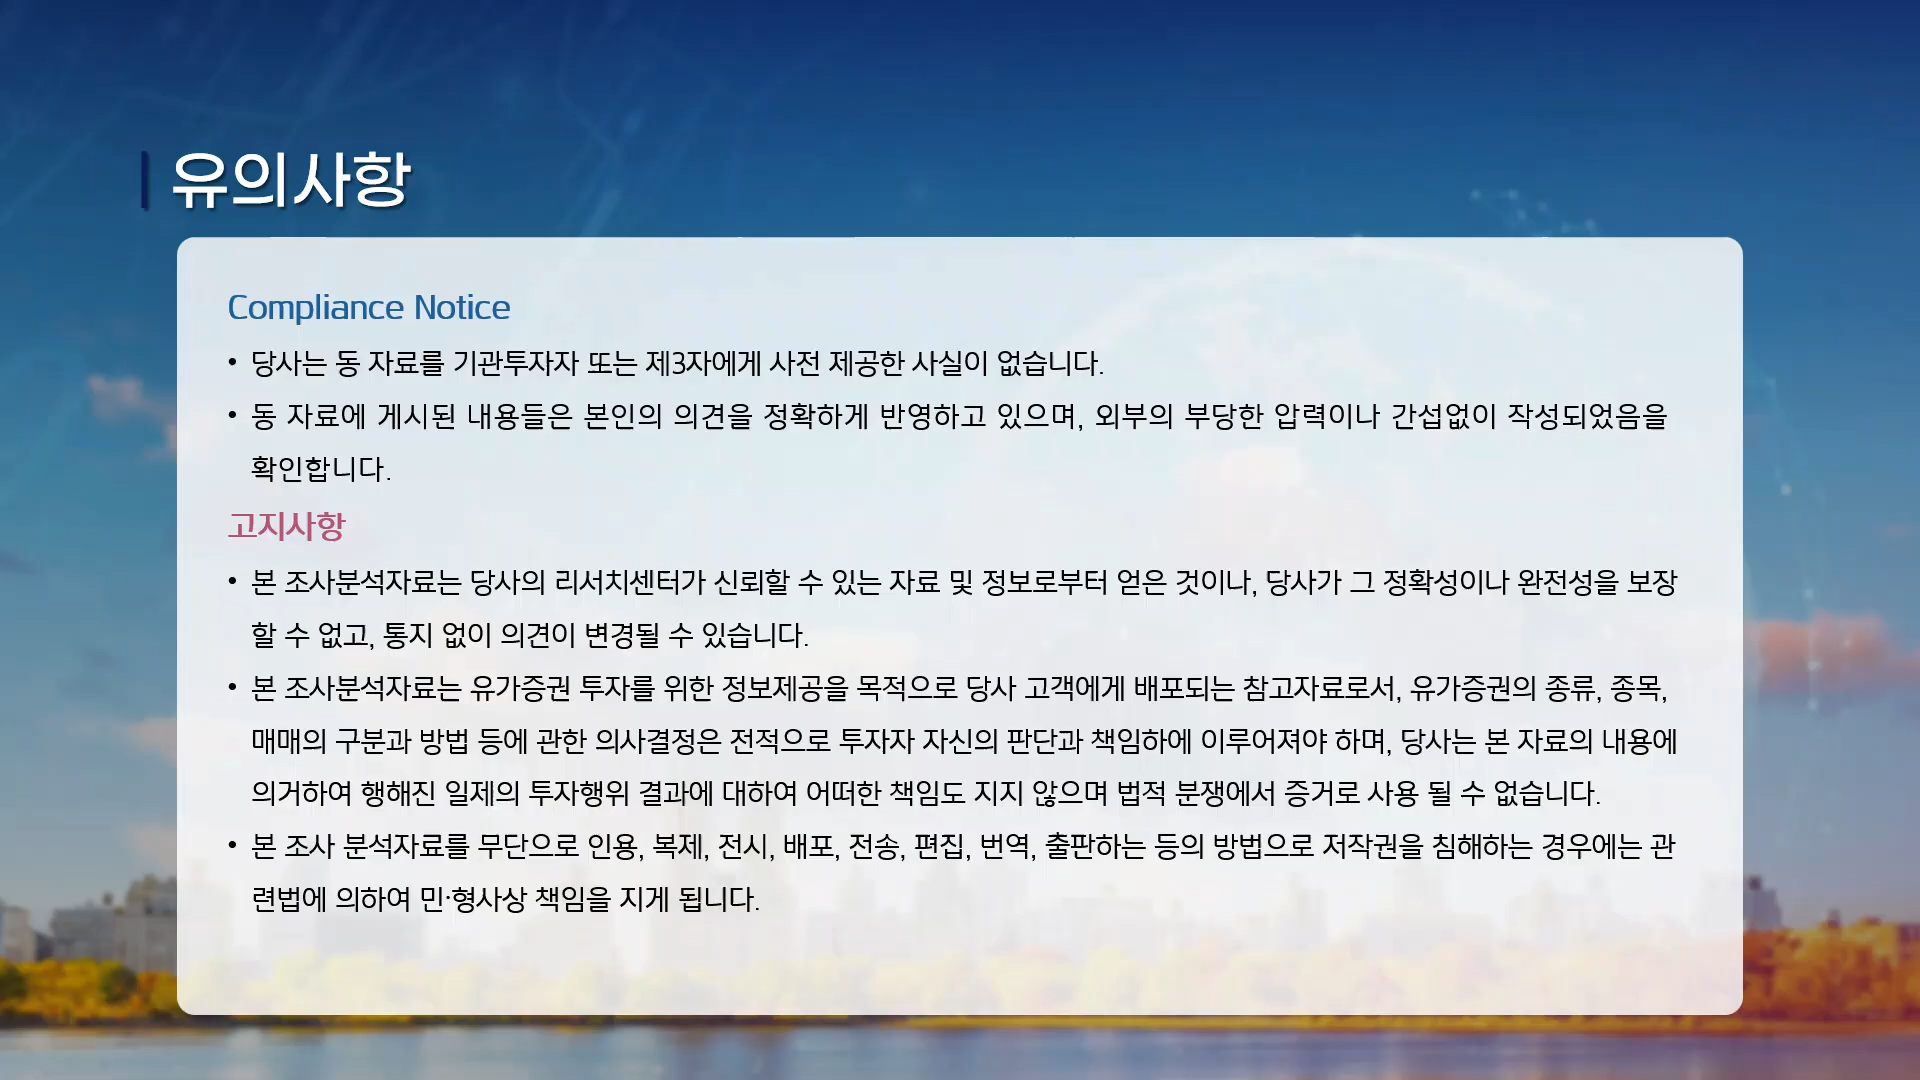 유의사항
Compliance Notice
• 당사는 동 자료를 기관투자자 또는 제3자에게 사전 제공한 사실이 없습니다.
• 동 자료에 게시된 내용들은 본인의 의견을 정확하게 반영하고 있으며, 외부의 부당한 압력이나 간섭없이 작성되었음을
확인합니다.
고지사항
• 본 조사분석자료는 당사의 리서치센터가 신뢰할 수 있는 자료 및 정보로부터 얻은 것이나, 당사가 그 정확성이나 완전성을 보장
할 수 없고, 통지 없이 의견이 변경될 수 있습니다.
• 본 조사분석자료는 유가증권 투자를 위한 정보제공을 목적으로 당사 고객에게 배포되는 참고자료로서, 유가증권의 종류, 종목,
매매의 구분과 방법 등에 관한 의사결정은 전적으로 투자자 자신의 판단과 책임하에 이루어져야 하며, 당사는 본 자료의 내용에
의거하여 행해진 일제의 투자행위 결과에 대하여 어떠한 책임도 지지 않으며 법적 분쟁에서 증거로 사용 될 수 없습니다.
• 본 조사 분석자료를 무단으로 인용, 복제, 전시, 배포, 전송, 편집, 번역, 출판하는 등의 방법으로 저작권을 침해하는 경우에는 관
련법에 의하여 민·형사상 책임을 지게 됩니다.